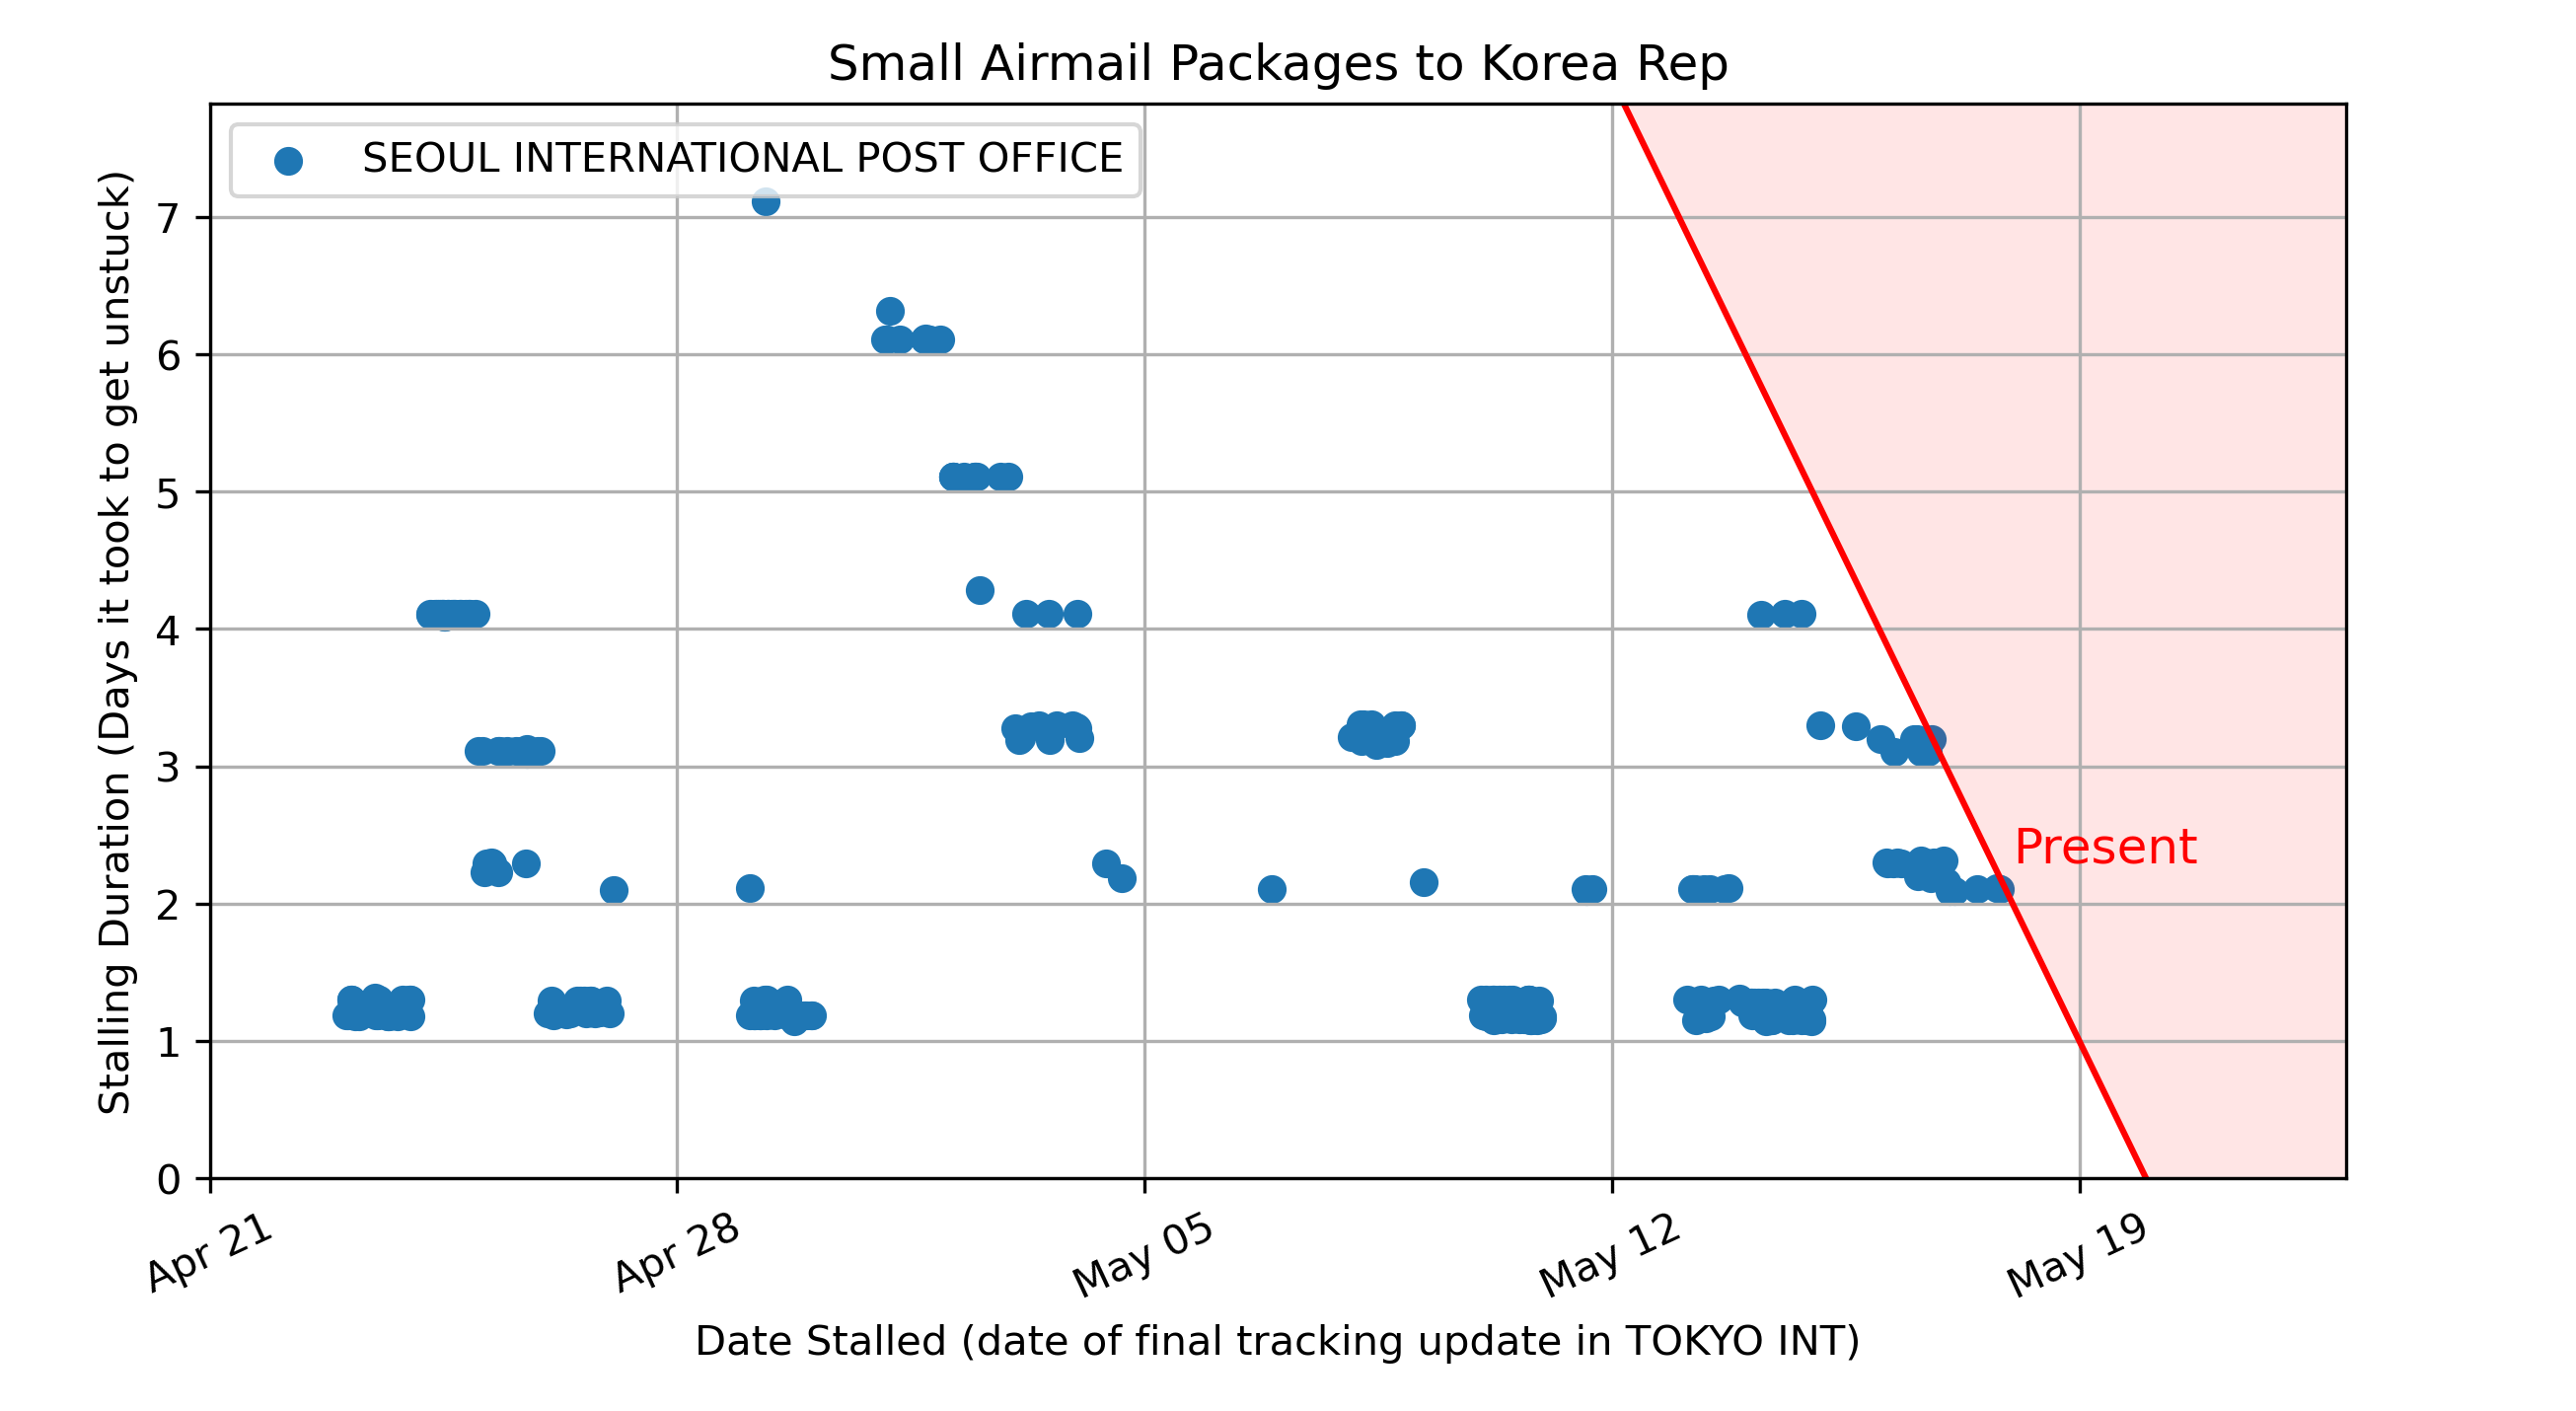 Small Airmail Packages to Korea Rep
SEOUL INTERNATIONAL POST OFFICE
Stalling Duration (Days it took to get unstuck)
7
6
5
4
3
2
1
0
Present
Apr 21
Apr 28
May 05
May 12
May 19
Date Stalled (date of final tracking update in TOKYO INT)